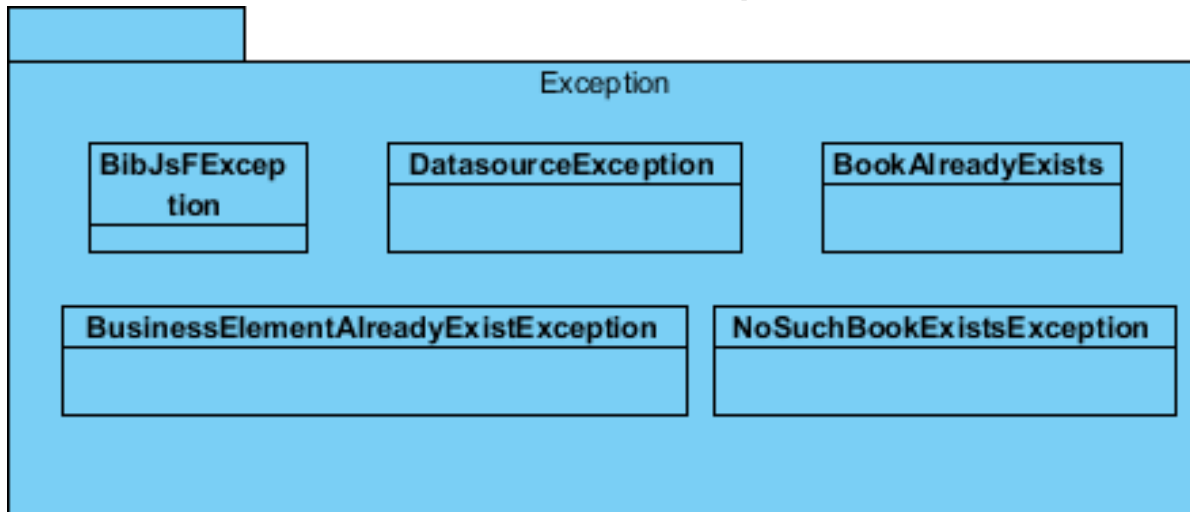 Exception
BibJsFExcep
tion
DatasourceException
BookAlreadyExists
BusinessElementAlreadyExistException
NoSuchBookExistsException